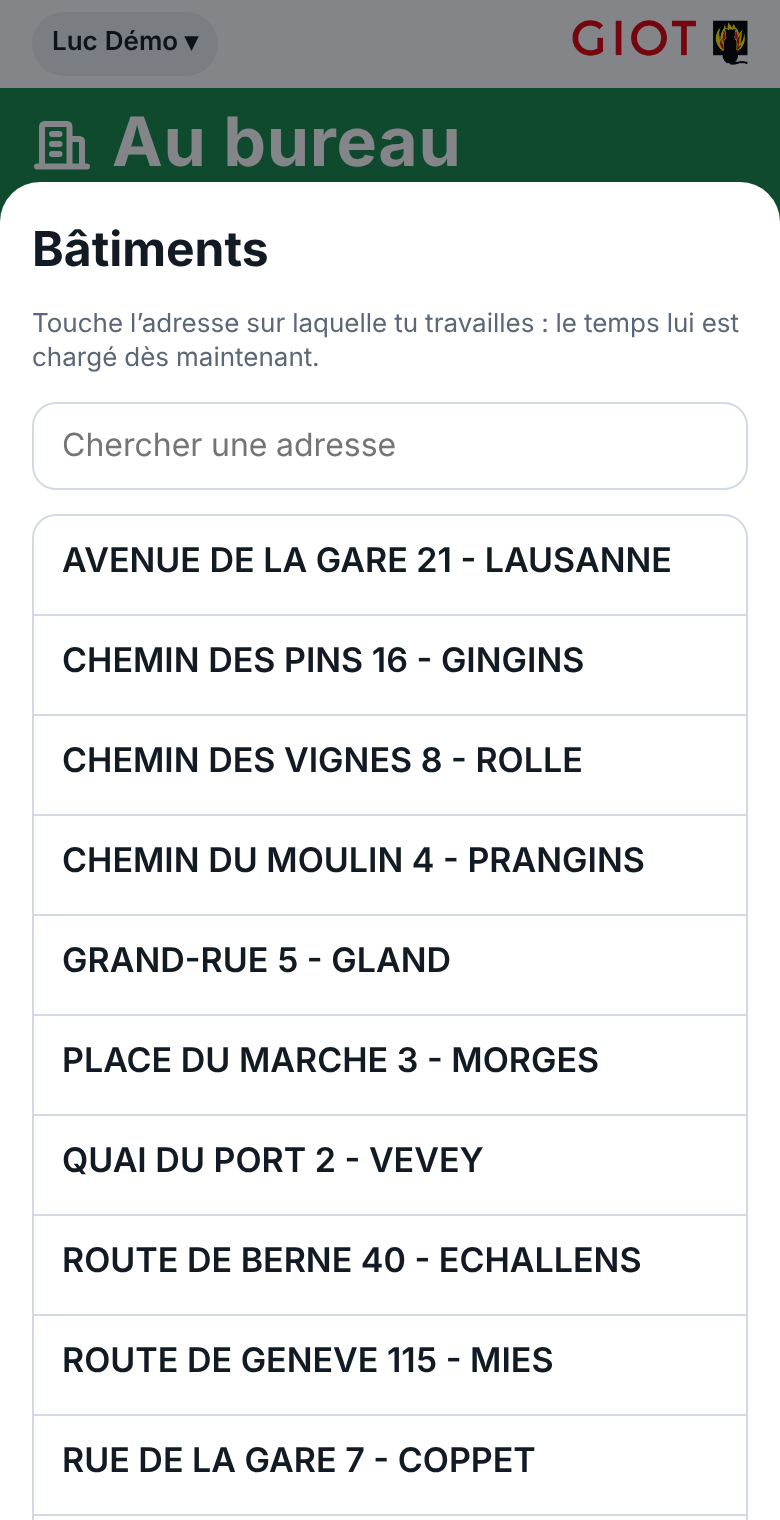 Luc Démo ▾
GIOT
Au bureau
Bâtiments
Touche l’adresse sur laquelle tu travailles : le temps lui est
chargé dès maintenant.
Chercher une adresse
AVENUE DE LA GARE 21 - LAUSANNE
CHEMIN DES PINS 16 - GINGINS
CHEMIN DES VIGNES 8 - ROLLE
CHEMIN DU MOULIN 4 - PRANGINS
GRAND-RUE 5 - GLAND
PLACE DU MARCHE 3 - MORGES
QUAI DU PORT 2 - VEVEY
ROUTE DE BERNE 40 - ECHALLENS
ROUTE DE GENEVE 115 - MIES
RUE DE LA GARE 7 - COPPET